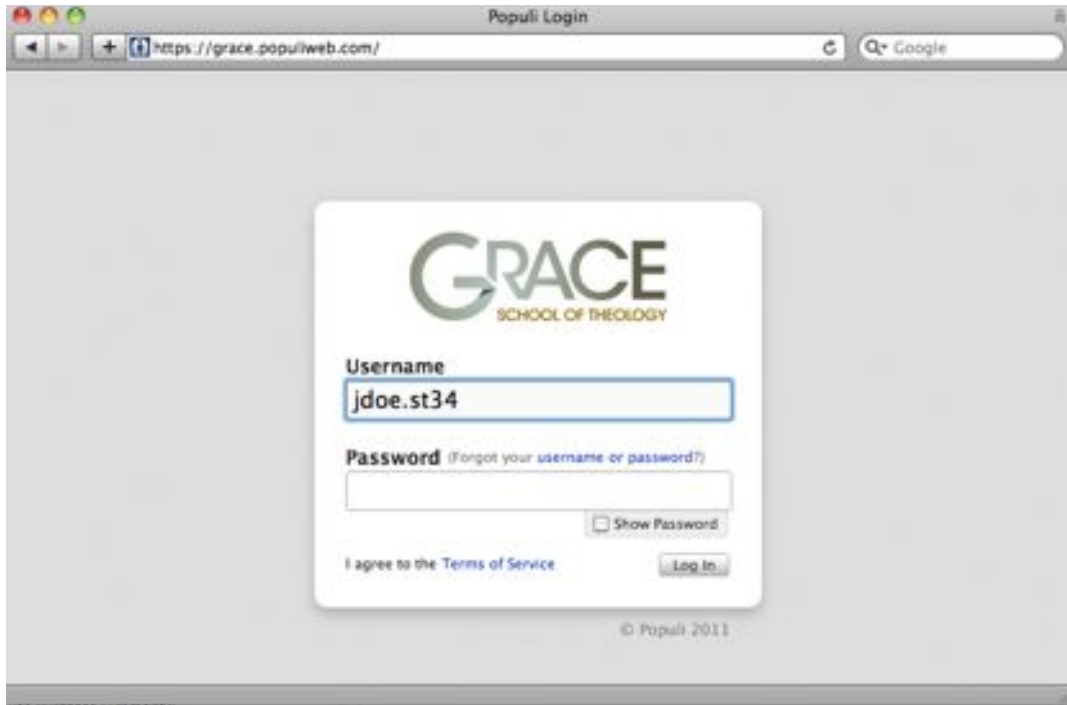 Populi Login
https://grace.populiweb.com/
Google
GRACE
SCHOOL OF THEOLOGY
Username
jdoe.st34
Password (Forgot your username or password?)
Show Password
I agree to the Terms of Service
Log In
© Populi 2011